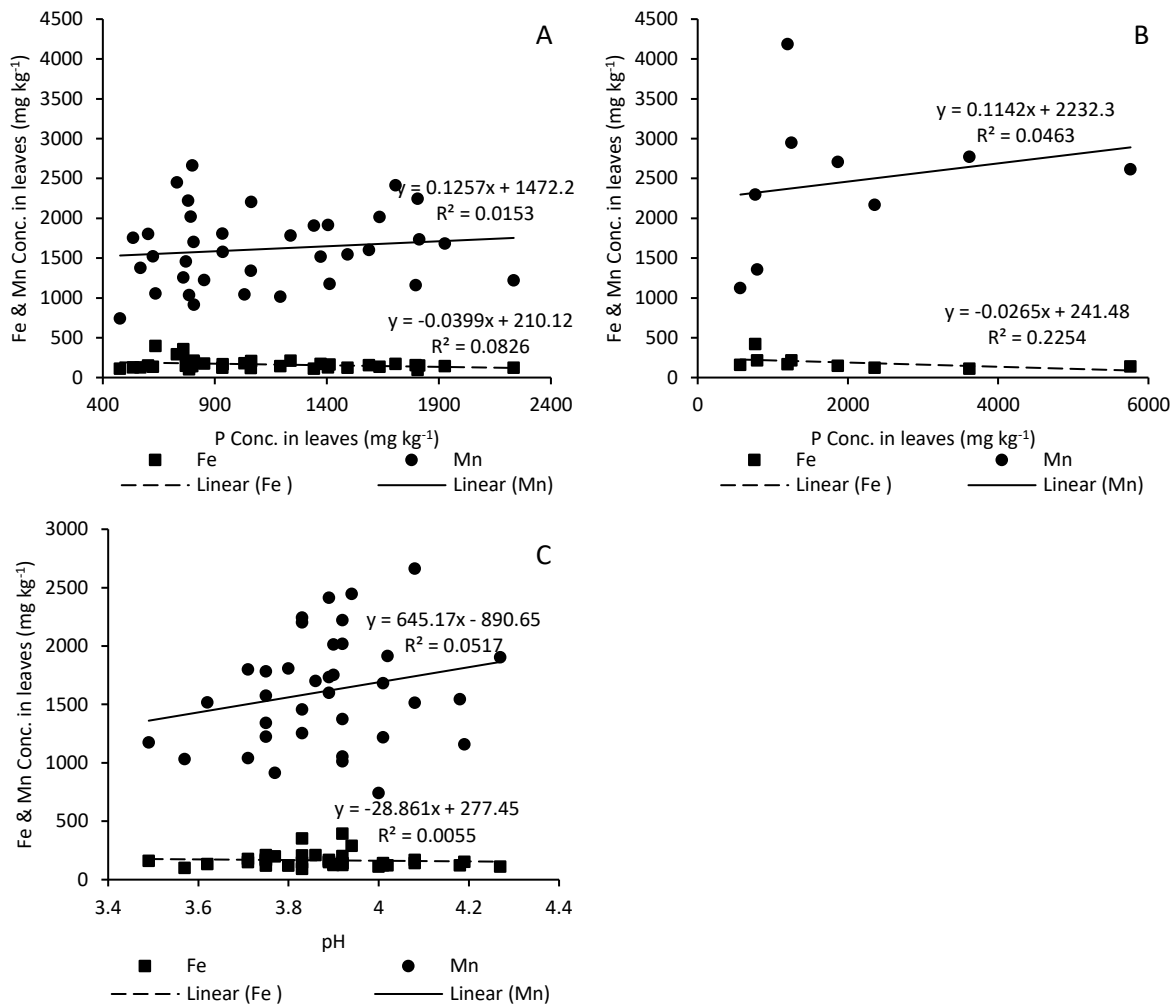 A
Fe & Mn Conc. in leaves (mg kg⁻¹)
4500
4000
3500
3000
2500
2000
1500
1000
500
0
y = 0.1257x + 1472.2
R² = 0.0153
y = -0.0399x + 210.12
R² = 0.0826
400 900 1400 1900 2400
P Conc. in leaves (mg kg⁻¹)
Fe Mn
Linear (Fe ) Linear (Mn)
B
Fe & Mn Conc. in leaves (mg kg⁻¹)
4500
4000
3500
3000
2500
2000
1500
1000
500
0
y = 0.1142x + 2232.3
R² = 0.0463
y = -0.0265x + 241.48
R² = 0.2254
0 2000 4000 6000
P Conc. in leaves (mg kg⁻¹)
Fe Mn
Linear (Fe ) Linear (Mn)
C
Fe & Mn Conc. in leaves (mg kg⁻¹)
3000
2500
2000
1500
1000
500
0
y = 645.17x - 890.65
R² = 0.0517
y = -28.861x + 277.45
R² = 0.0055
3.4 3.6 3.8 4 4.2 4.4
pH
Fe Mn
Linear (Fe ) Linear (Mn)